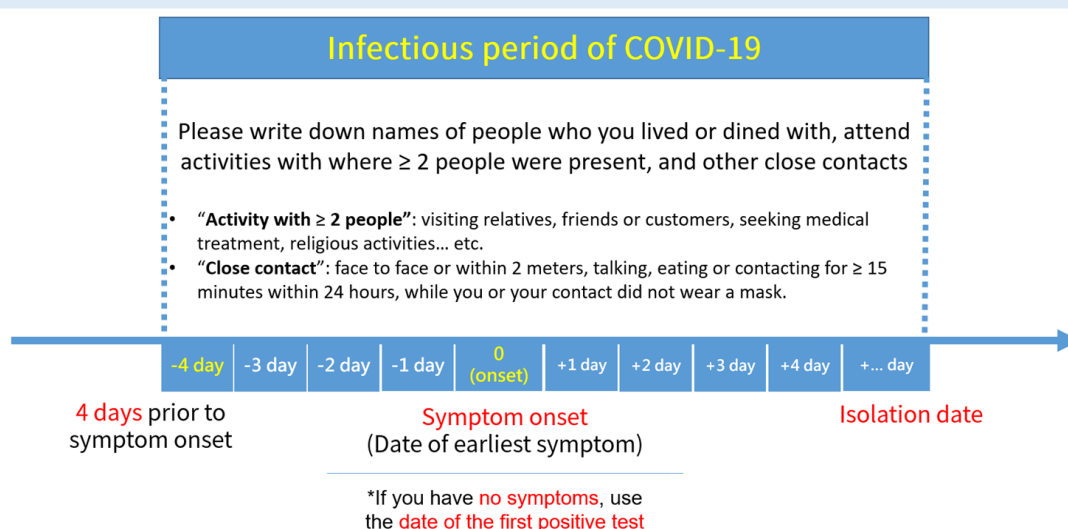 Infectious period of COVID-19
Please write down names of people who you lived or dined with, attend
activities with where ≥ 2 people were present, and other close contacts
• “Activity with ≥ 2 people”: visiting relatives, friends or customers, seeking medical
treatment, religious activities... etc.
• “Close contact”: face to face or within 2 meters, talking, eating or contacting for ≥ 15
minutes within 24 hours, while you or your contact did not wear a mask.
-4 day -3 day -2 day -1 day 0 +1 day +2 day +3 day +4 day +... day
(onset)
4 days prior to
symptom onset
Symptom onset
(Date of earliest symptom)
Isolation date
*If you have no symptoms, use
the date of the first positive test